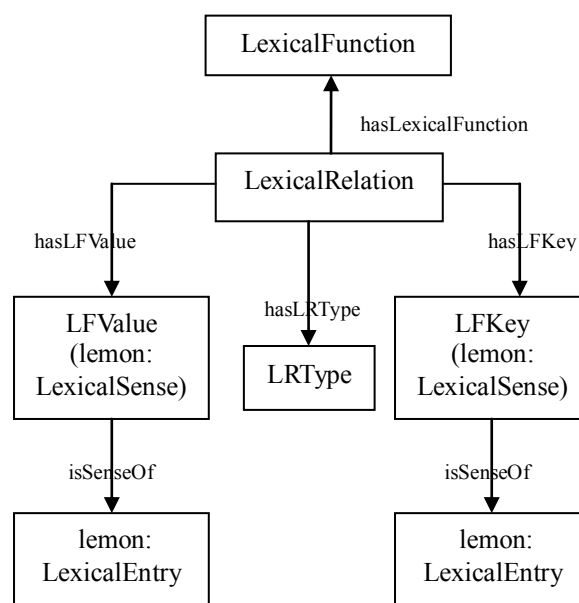 LexicalFunction
hasLexicalFunction
LexicalRelation
hasLFValue
hasLFKey
hasLRType
LFValue
(lemon:
LexicalSense)
LRType
LFKey
(lemon:
LexicalSense)
isSenseOf
isSenseOf
lemon:
LexicalEntry
lemon:
LexicalEntry